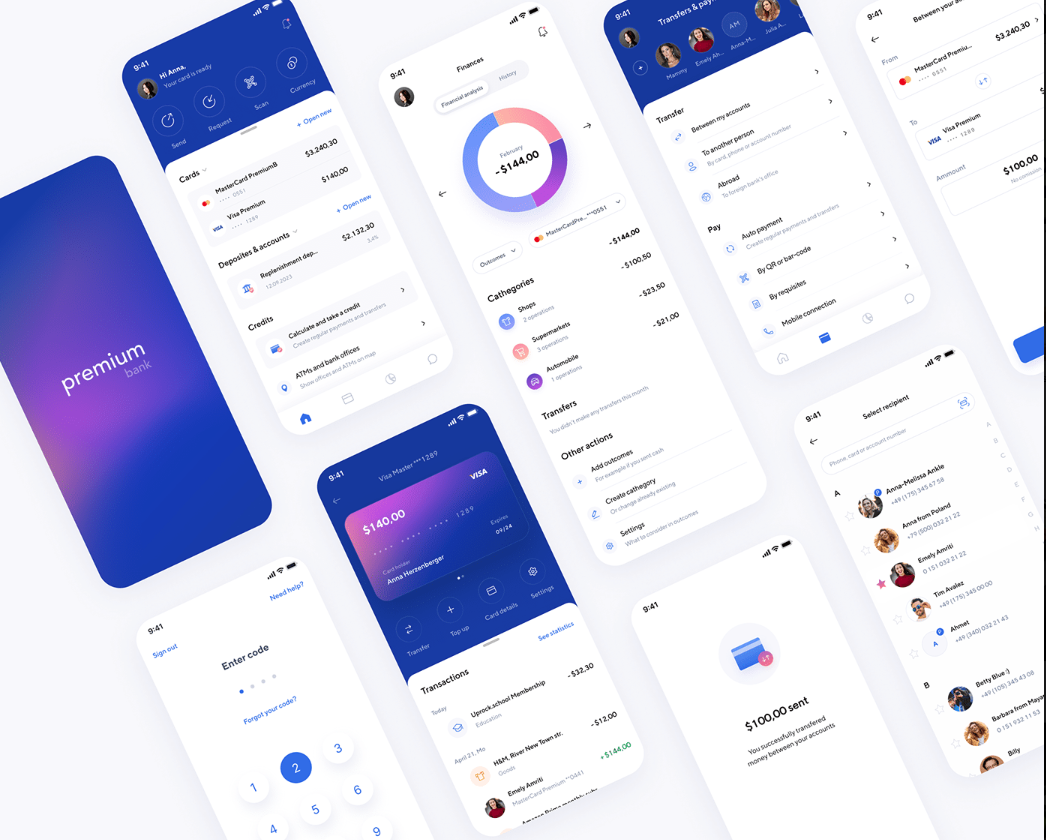 premium
bank
9:41
Hi Anna,
Your card is ready
Send
Request
Scan
Currency
Cards
+ Open new
MasterCard PremiumB
•••• 0551
$3.240,30
Visa Premium
•••• 1289
$140,00
Deposites & accounts
+ Open new
Replenishment dep...
12.09.2023
$2.132,30
3,4%
Credits
Calculate and take a credit
Create regular payments and transfers
ATMs and bank offices
Show offices and ATMs on map
9:41
Finances
Financial analysis
History
February
-$144,00
Outcomes
MasterCardPre... ***0551
Cathegories
-$144,00
Shops
2 operations
-$100,50
Supermarkets
5 operations
-$23,50
Automobile
1 operations
-$21,00
Transfers
You didn't make any transfers this month
Other actions
Add outcomes
For example if you sent cash
Create cathegory
Or change already existing
Settings
What to consider in outcomes
9:41
Transfers & pay
AM
Mammy
Emely Ah...
Anna-M...
Julia A...
Transfer
Between my accounts
To another person
By card, phone or account number
Abroad
To foreign bank's office
Pay
Auto payment
Create regular payments and transfers
By QR or bar-code
By requisites
Mobile connection
9:41
Between your a
From
MasterCard Premiu...
•••• 0551
$3.240,30
To
VISA
Visa Premium
•••• 1289
Ammount
$100,00
No comission
9:41
Need help?
Sign out
Enter code
Forgot your code?
1
2
3
4
5
6
9
9:41
Visa Master ***1289
$140,00
VISA
•••• •••• •••• 1289
Card holder
Anna Herzenberger
Expires
09/24
Transfer
Top up
Card details
Settings
Transactions
See statistics
Today
Uprock.school Membership
Education
-$32,30
April 21, Mo
H&M, River New Town str.
Goods
-$12,00
Emely Amriti
MasterCard Premium **0441
+$144,00
9:41
$100,00 sent
You successfully transfered
money between your accounts
9:41
Select recipient
Phone, card or account number
A
Anna-Melissa Ankle
+49 (175) 345 67 58
Anna from Poland
+79 (500) 032 21 22
Emely Amriti
0 151 032 21 22
Tim Avalez
+49 (175) 345 00 00
A
Ahmet
+49 (340) 032 21 43
B
Betty Blue :)
+49 (105) 345 43 08
Barbara from Maya
0 151 932 11 53
Billy
A
B
C
D
E
F
G
H